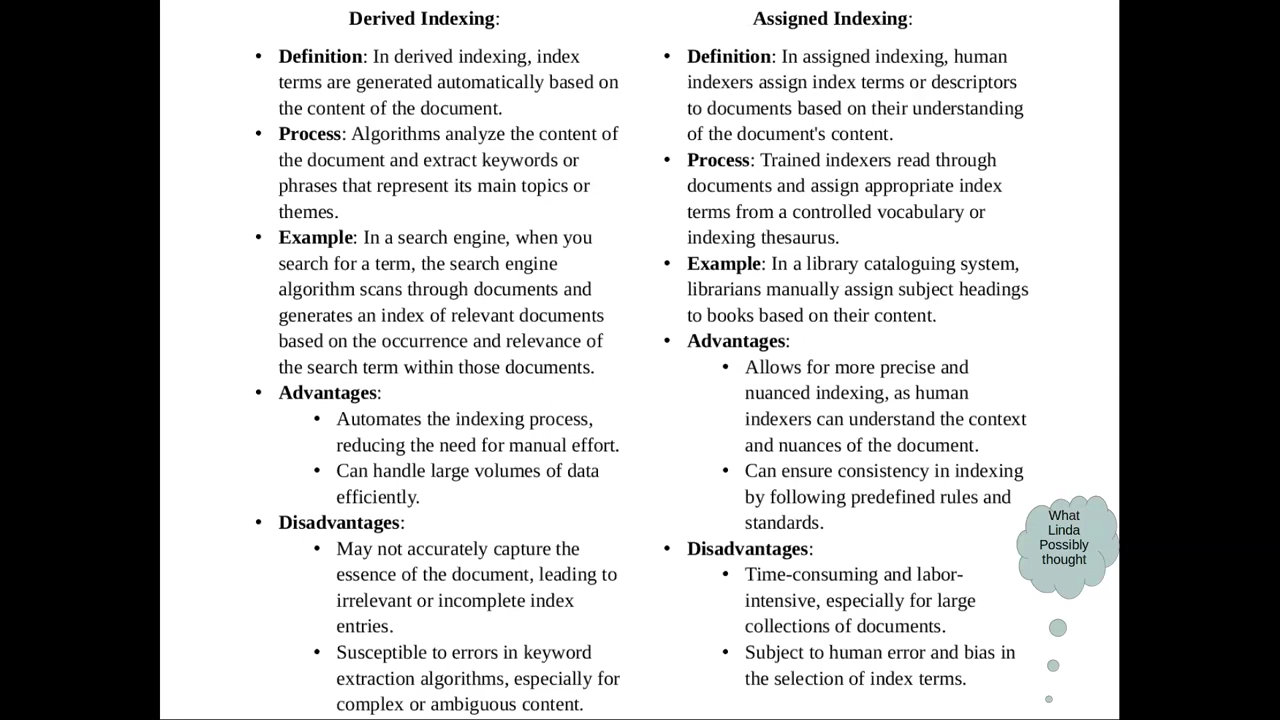 Derived Indexing:
• Definition: In derived indexing, index
terms are generated automatically based on
the content of the document.
• Process: Algorithms analyze the content of
the document and extract keywords or
phrases that represent its main topics or
themes.
• Example: In a search engine, when you
search for a term, the search engine
algorithm scans through documents and
generates an index of relevant documents
based on the occurrence and relevance of
the search term within those documents.
• Advantages:
• Automates the indexing process,
reducing the need for manual effort.
• Can handle large volumes of data
efficiently.
• Disadvantages:
• May not accurately capture the
essence of the document, leading to
irrelevant or incomplete index
entries.
• Susceptible to errors in keyword
extraction algorithms, especially for
complex or ambiguous content.
Assigned Indexing:
• Definition: In assigned indexing, human
indexers assign index terms or descriptors
to documents based on their understanding
of the document's content.
• Process: Trained indexers read through
documents and assign appropriate index
terms from a controlled vocabulary or
indexing thesaurus.
• Example: In a library cataloguing system,
librarians manually assign subject headings
to books based on their content.
• Advantages:
• Allows for more precise and
nuanced indexing, as human
indexers can understand the context
and nuances of the document.
• Can ensure consistency in indexing
by following predefined rules and
standards.
• Disadvantages:
• Time-consuming and labor-
intensive, especially for large
collections of documents.
• Subject to human error and bias in
the selection of index terms.
What
Linda
Possibly
thought